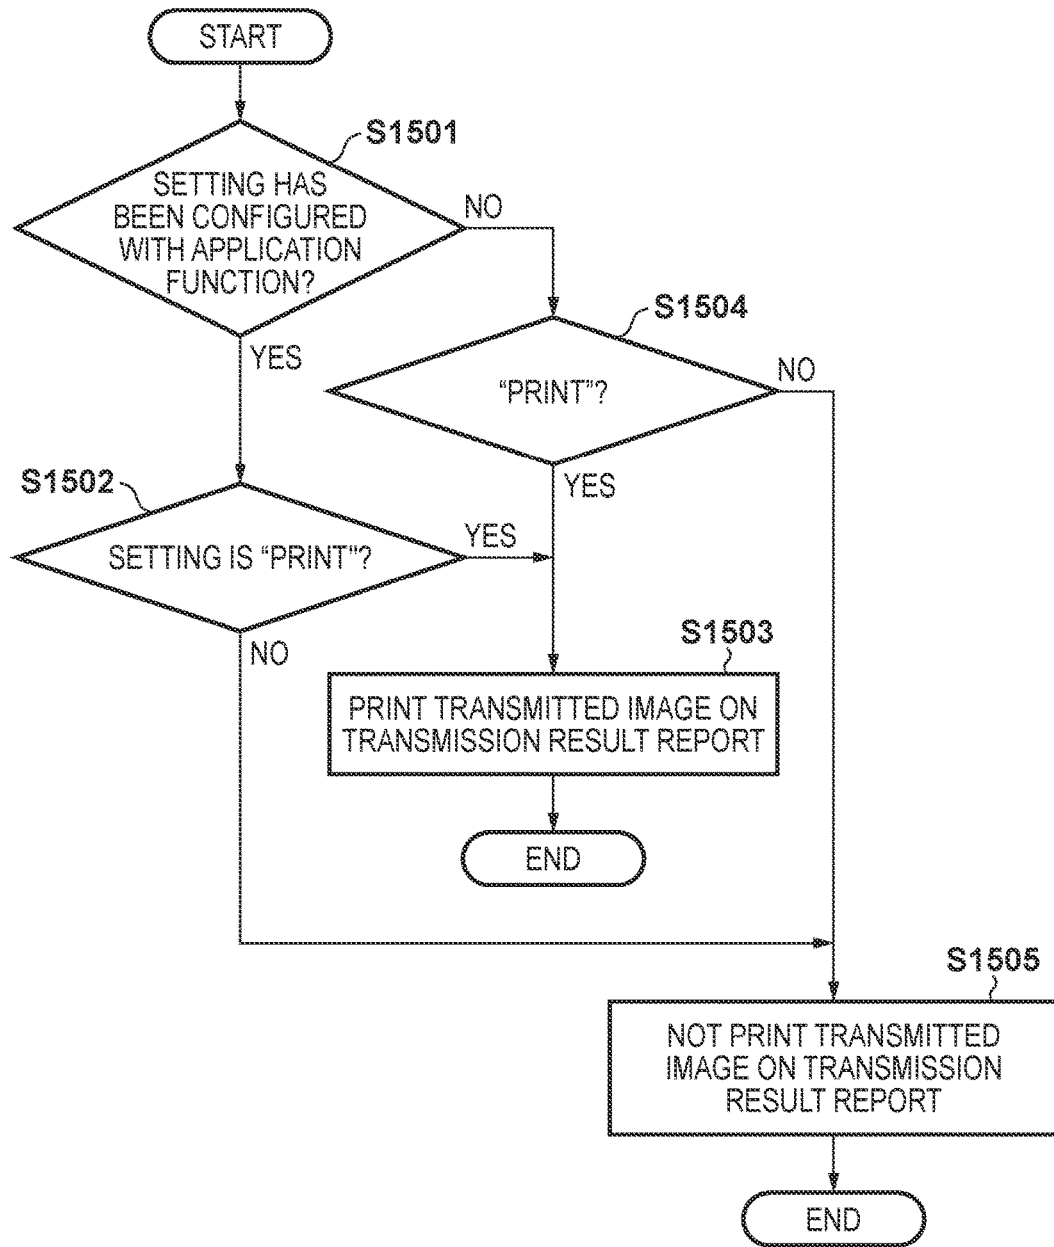 START
S1501
SETTING HAS
BEEN CONFIGURED
WITH APPLICATION
FUNCTION?
NO
YES
S1504
"PRINT"?
NO
YES
S1502
SETTING IS "PRINT"?
YES
NO
S1503
PRINT TRANSMITTED IMAGE ON
TRANSMISSION RESULT REPORT
END
S1505
NOT PRINT TRANSMITTED
IMAGE ON TRANSMISSION
RESULT REPORT
END